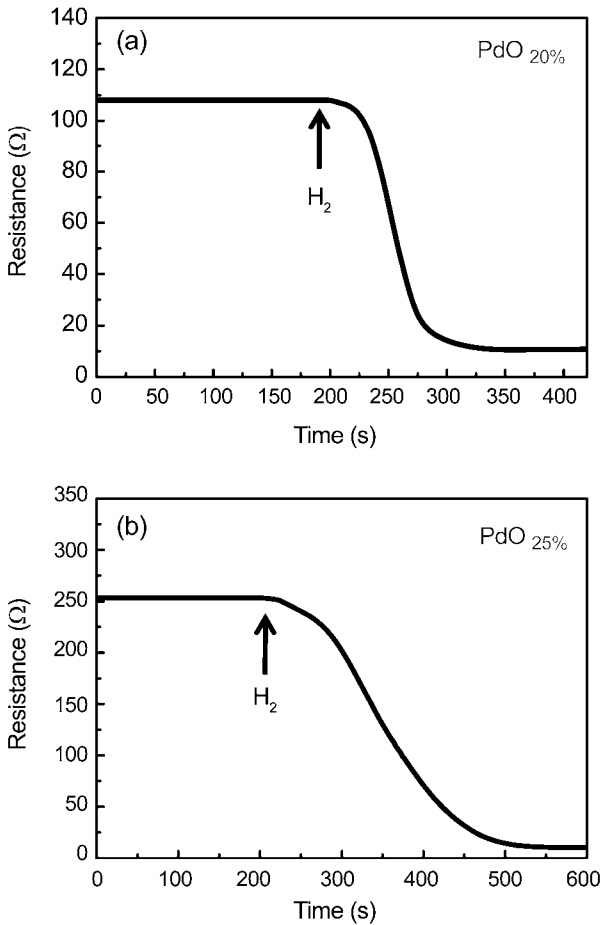 (a)
PdO 20%
140
120
100
80
60
40
20
0
Resistance (Ω)
H2
0 50 100 150 200 250 300 350 400
Time (s)
(b)
PdO 25%
350
300
250
200
150
100
50
0
Resistance (Ω)
H2
0 100 200 300 400 500 600
Time (s)